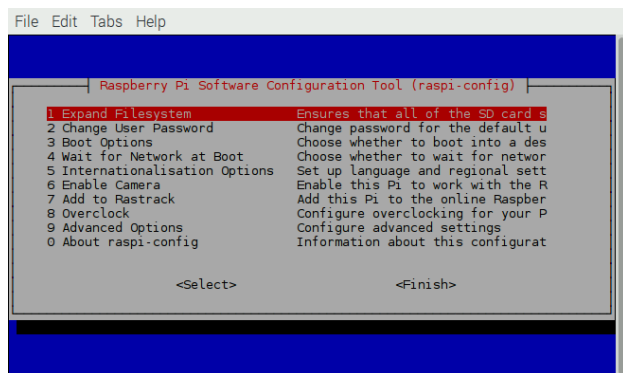 File Edit Tabs Help
Raspberry Pi Software Configuration Tool (raspi-config)
1 Expand Filesystem Ensures that all of the SD card s
2 Change User Password Change password for the default u
3 Boot Options Choose whether to boot into a des
4 Wait for Network at Boot Choose whether to wait for networ
5 Internationalisation Options Set up language and regional sett
6 Enable Camera Enable this Pi to work with the R
7 Add to Rastrack Add this Pi to the online Raspber
8 Overclock Configure overclocking for your P
9 Advanced Options Configure advanced settings
0 About raspi-config Information about this configurat
<Select> <Finish>